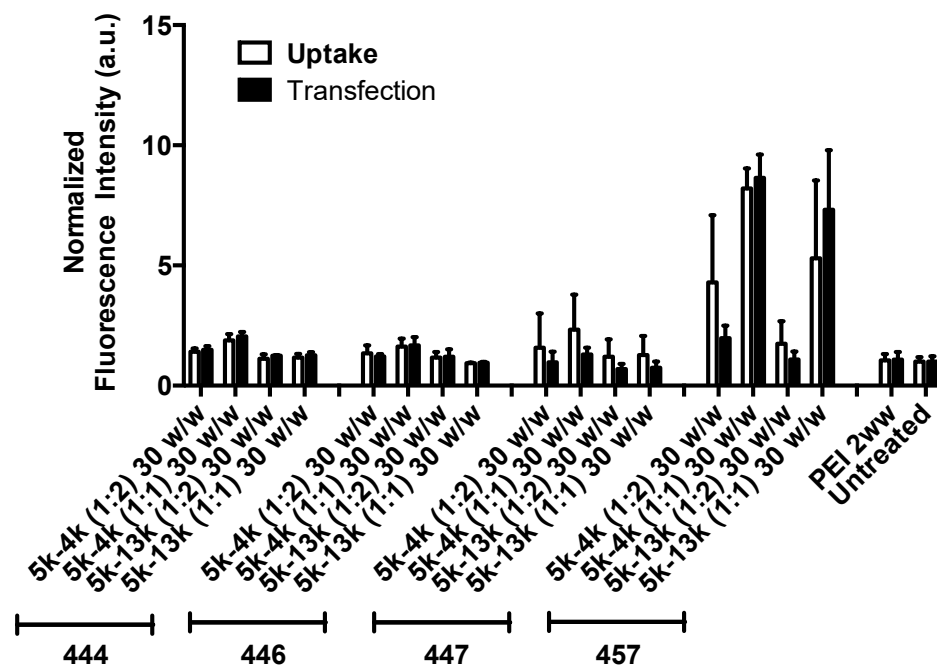 Normalized
Fluorescence Intensity (a.u.)
15
10
5
0
Uptake
Transfection
5k-4k (1:2) 30 w/w
5k-4k (1:1) 30 w/w
5k-13k (1:2) 30 w/w
5k-13k (1:1) 30 w/w
5k-4k (1:2) 30 w/w
5k-4k (1:1) 30 w/w
5k-13k (1:2) 30 w/w
5k-13k (1:1) 30 w/w
5k-4k (1:2) 30 w/w
5k-4k (1:1) 30 w/w
5k-13k (1:2) 30 w/w
5k-13k (1:1) 30 w/w
5k-4k (1:2) 30 w/w
5k-4k (1:1) 30 w/w
5k-13k (1:2) 30 w/w
5k-13k (1:1) 30 w/w
PEI 2ww
Untreated
444
446
447
457